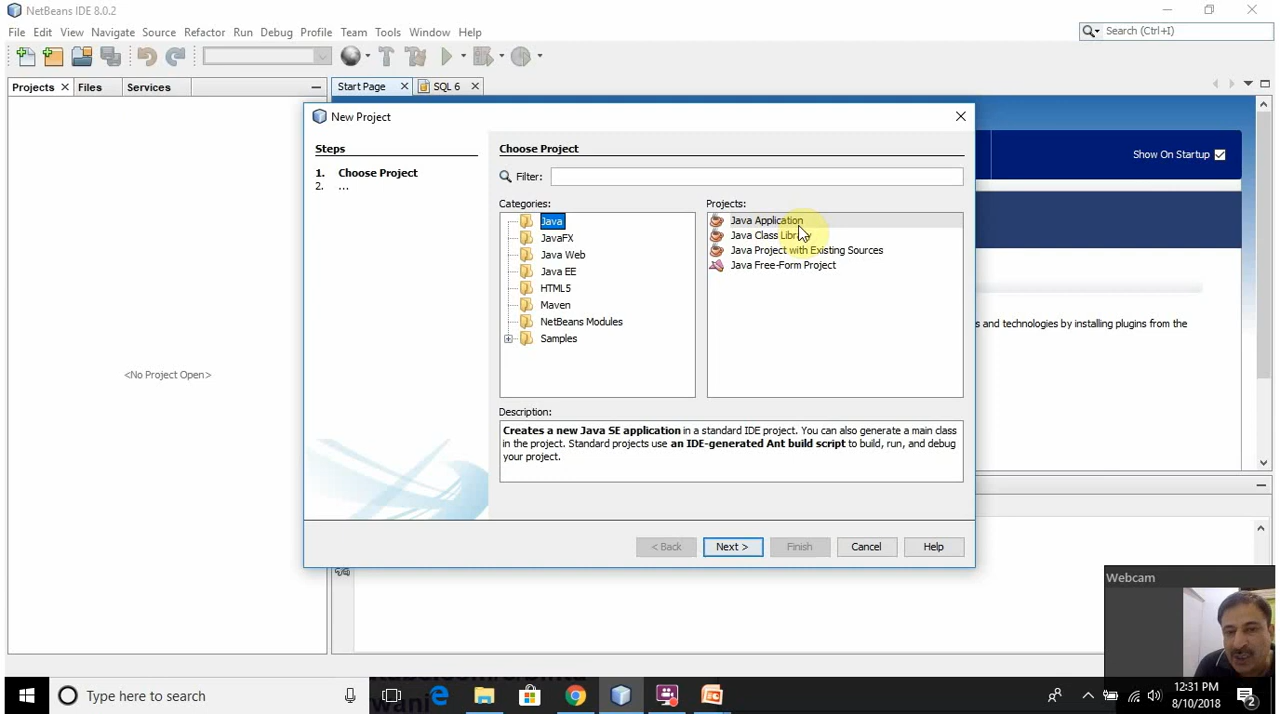 NetBeans IDE 8.0.2
File Edit View Navigate Source Refactor Run Debug Profile Team Tools Window Help
Search (Ctrl+I)
Projects Files Services
Start Page SQL 6
New Project
Show On Startup
Steps
1. Choose Project
2. ...
Choose Project
Filter:
Categories:
Java
JavaFX
Java Web
Java EE
HTML5
Maven
NetBeans Modules
Samples
Projects:
Java Application
Java Class Library
Java Project with Existing Sources
Java Free-Form Project
s and technologies by installing plugins from the
<No Project Open>
Description:
Creates a new Java SE application in a standard IDE project. You can also generate a main class
in the project. Standard projects use an IDE-generated Ant build script to build, run, and debug
your project.
< Back Next > Finish Cancel Help
Webcam
wani
Type here to search
12:31 PM
8/10/2018
2